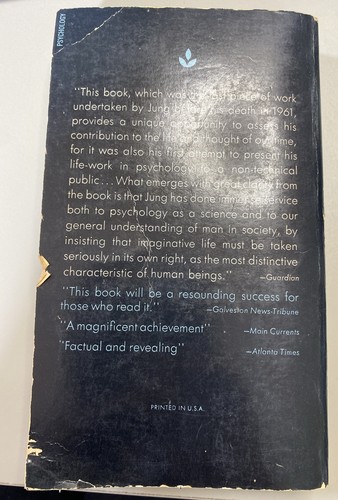 PSYCHOLOGY
"This book, which was the last piece of work
undertaken by Jung before his death in 1961,
provides a unique opportunity to assess his
contribution to the life and thought of our time,
for it was also his first attempt to present his
life-work in psychology to a non-technical
public... What emerges with great clarity from
the book is that Jung has done immense service
both to psychology as a science and to our
general understanding of man in society, by
insisting that imaginative life must be taken
seriously in its own right, as the most distinctive
characteristic of human beings." —Guardian
"This book will be a resounding success for
those who read it." —Galveston News-Tribune
"A magnificent achievement" —Main Currents
"Factual and revealing" —Atlanta Times
PRINTED IN U.S.A.